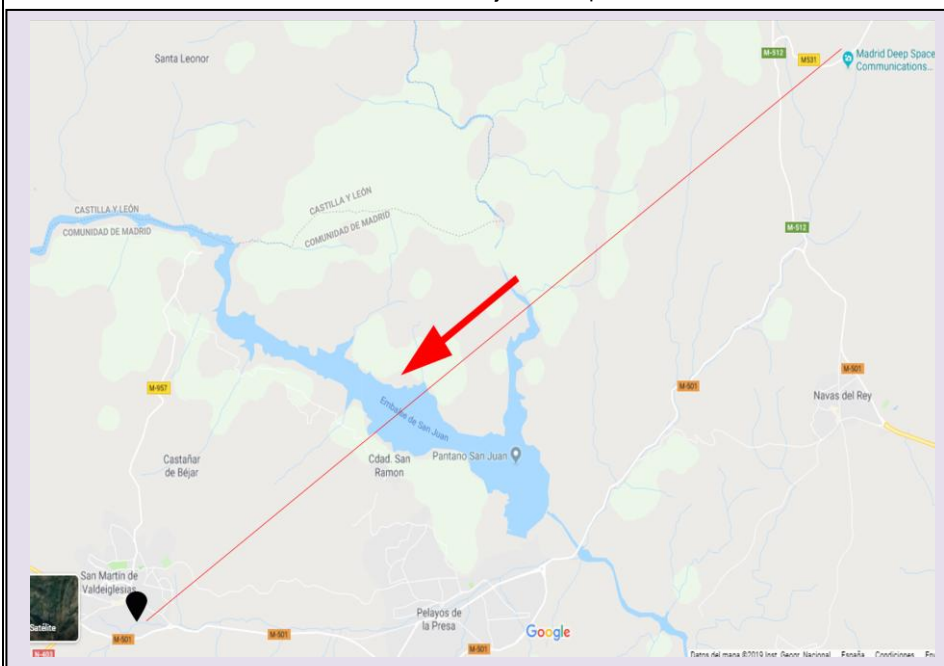 Santa Leonor
M-512
M531
Madrid Deep Space
Communications...
CASTILLA Y LEÓN
COMUNIDAD DE MADRID
CASTILLA Y LEÓN
COMUNIDAD DE MADRID
M-512
M-957
Embalse de San Juan
M-501
M-501
Navas del Rey
Castañar
de Béjar
Cdad. San
Ramon
Pantano San Juan
San Martín de
Valdeiglesias
Satélite
Pelayos de
la Presa
M-501
M-501
M-501
N-403
Google
Datos del mapa ©2019 Inst. Geogr. Nacional España Condiciones